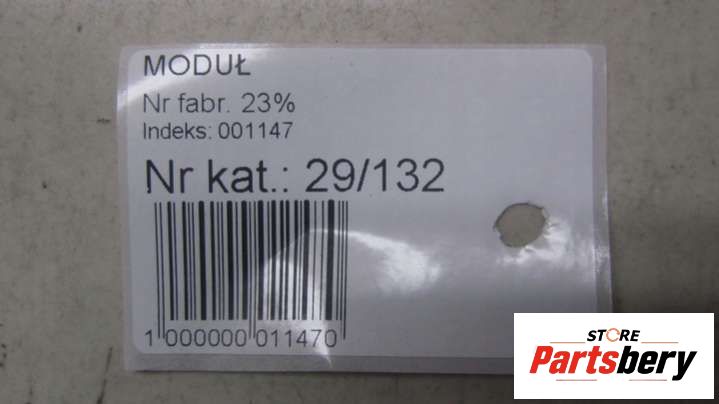 MODUŁ
Nr fabr. 23%
Indeks: 001147
Nr kat.: 29/132
1 000000 011470
STORE
Partsbery